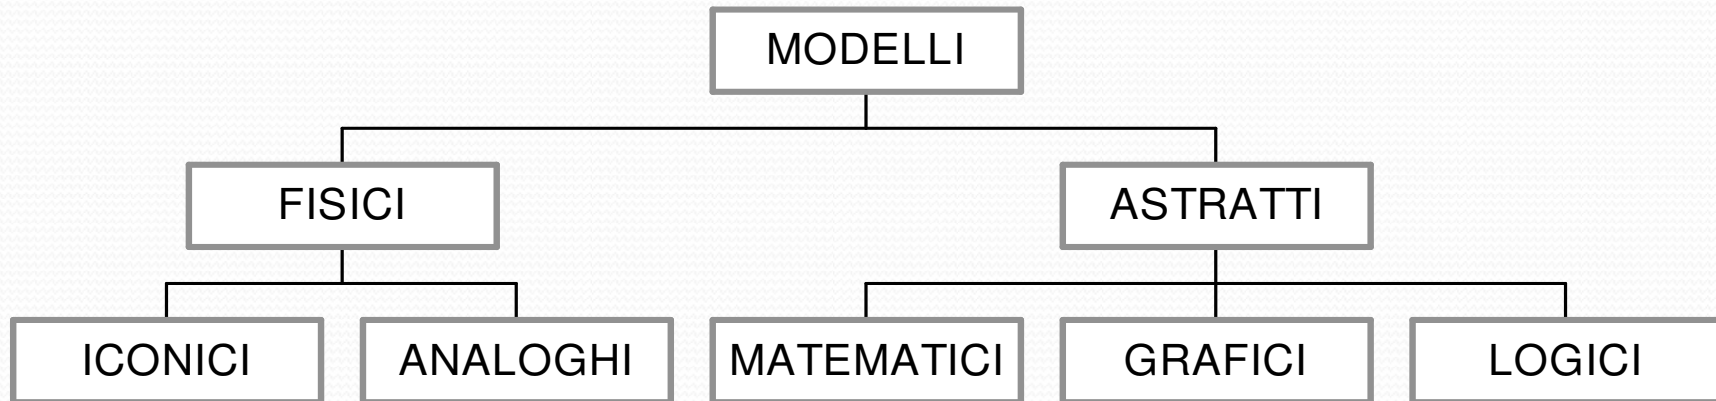 MODELLI
FISICI
ASTRATTI
ICONICI
ANALOGHI
MATEMATICI
GRAFICI
LOGICI